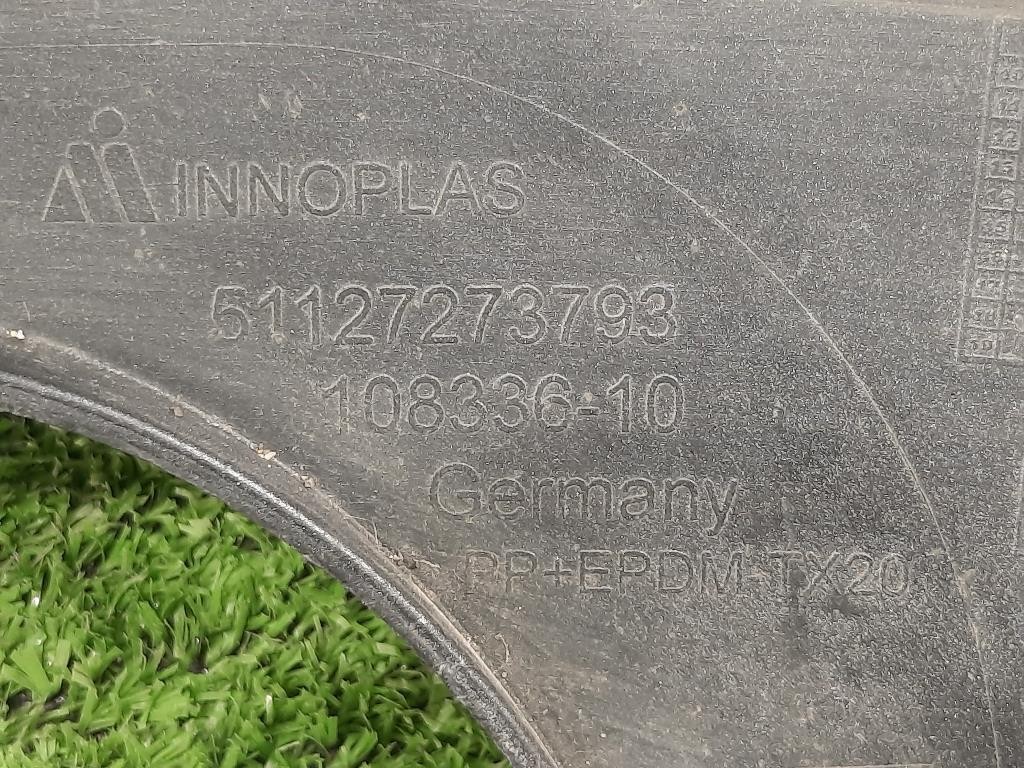 INNOPLAS
51127273793
108336-10
Germany
PP+EPDM-TX20